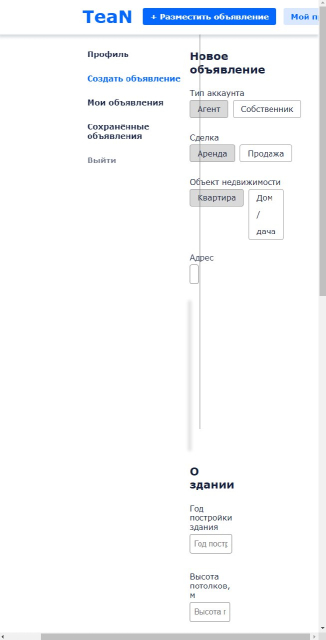 TeaN
+ Разместить объявление
Мой п
Профиль
Создать объявление
Мои объявления
Сохранённые
объявления
Выйти
Новое
объявление
Тип аккаунта
Агент
Собственник
Сделка
Аренда
Продажа
Объект недвижимости
Квартира
Дом
/
дача
Адрес
О
здании
Год
постройки
здания
Год пост
Высота
потолков,
м
Высота п